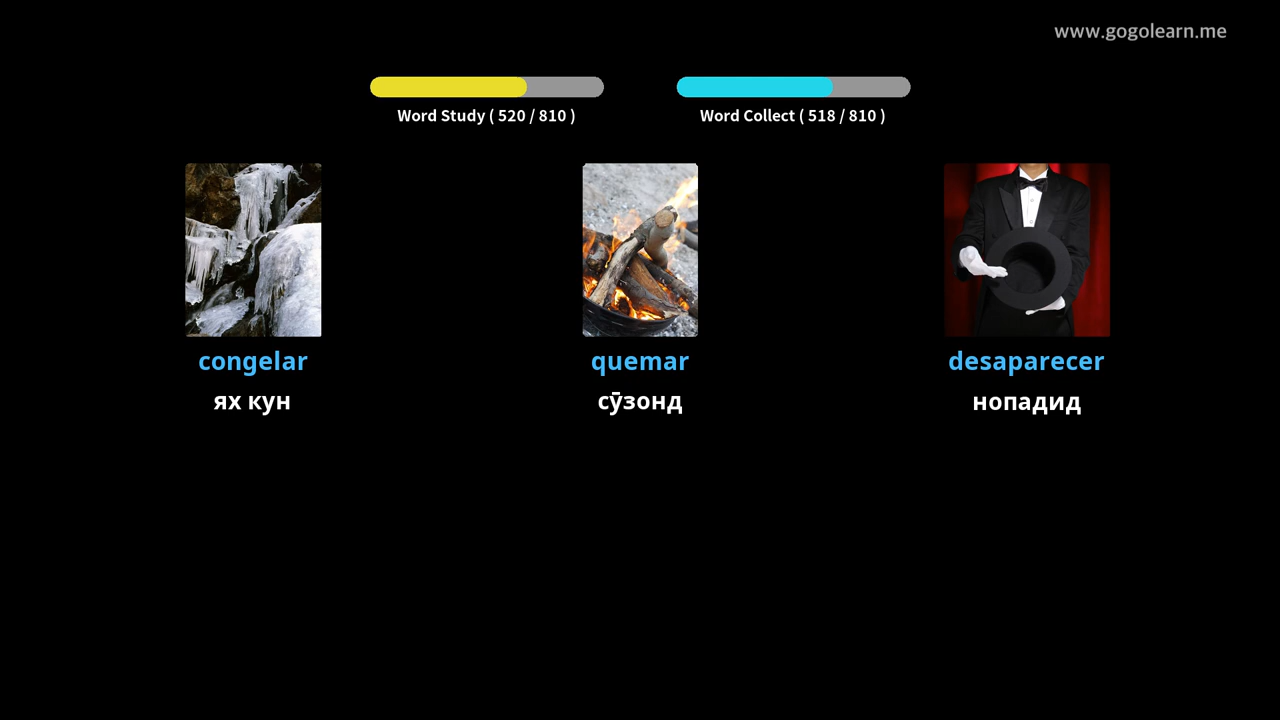 www.gogolearn.me
Word Study ( 520 / 810 )
Word Collect ( 518 / 810 )
congelar
quemar
desaparecer
ях кун
сӯзонд
нопадид